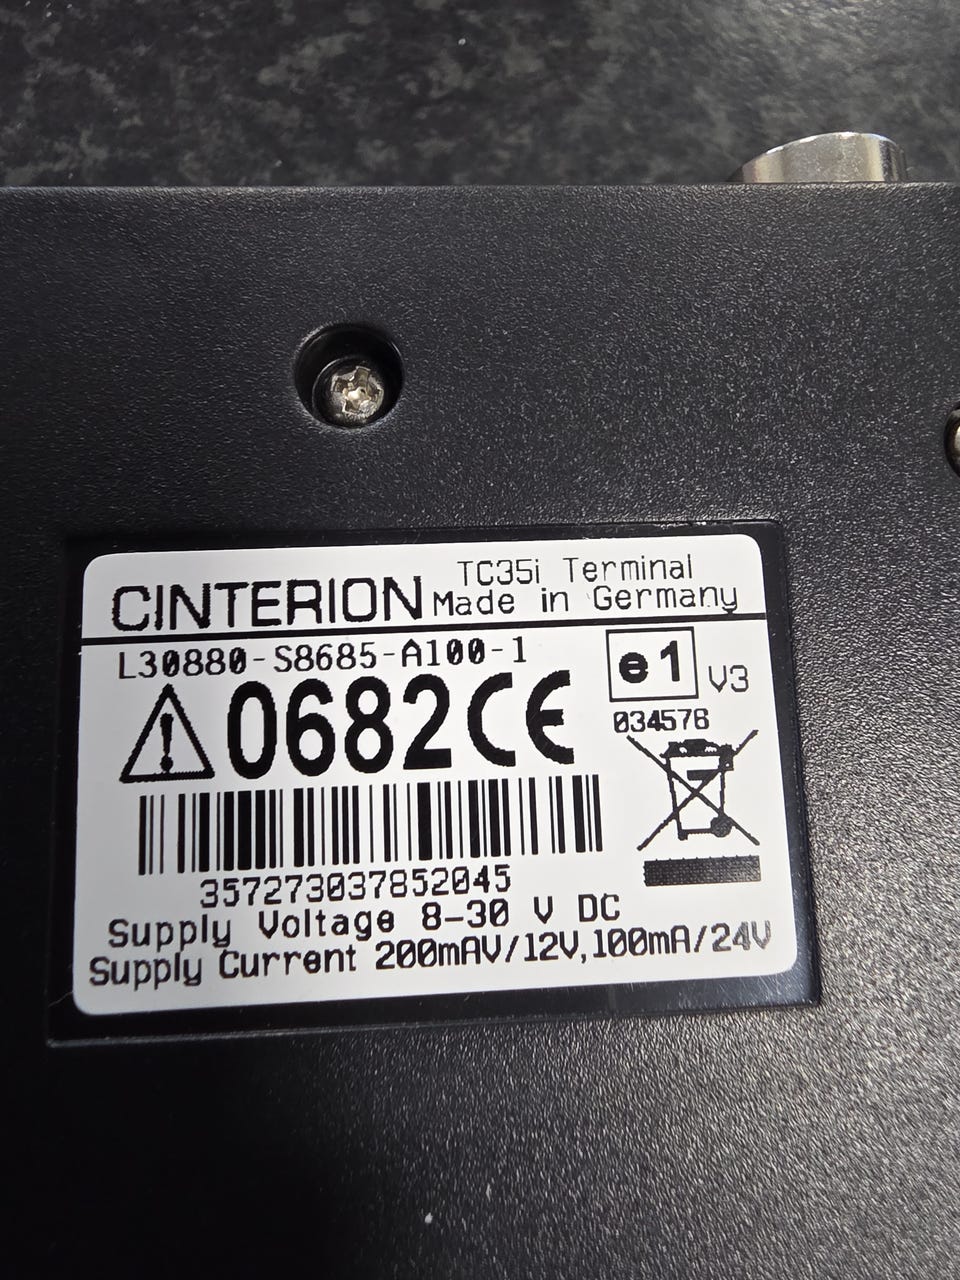 CINTERION
TC35i Terminal
Made in Germany
L30880-S8685-A100-1
e1 V3
034576
0682CE
357273037852045
Supply Voltage 8-30 V DC
Supply Current 200mAV/12V,100mA/24V